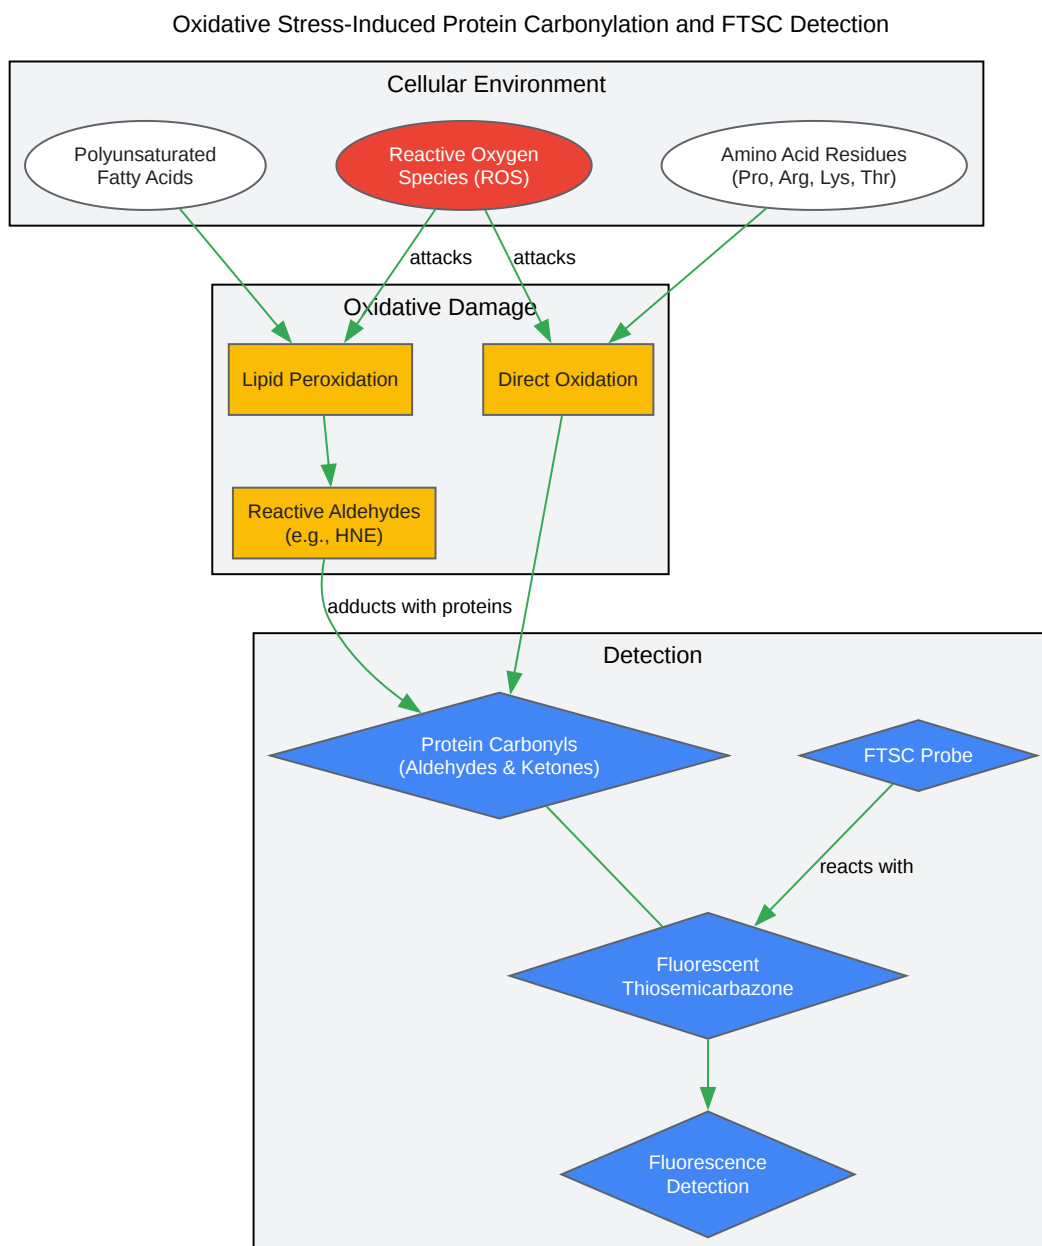 Oxidative Stress-Induced Protein Carbonylation and FTSC Detection
Cellular Environment
Polyunsaturated
Fatty Acids
Reactive Oxygen
Species (ROS)
Amino Acid Residues
(Pro, Arg, Lys, Thr)
attacks
attacks
Oxidative Damage
Lipid Peroxidation
Direct Oxidation
Reactive Aldehydes
(e.g., HNE)
adducts with proteins
Detection
Protein Carbonyls
(Aldehydes & Ketones)
FTSC Probe
reacts with
Fluorescent
Thiosemicarbazone
Fluorescence
Detection